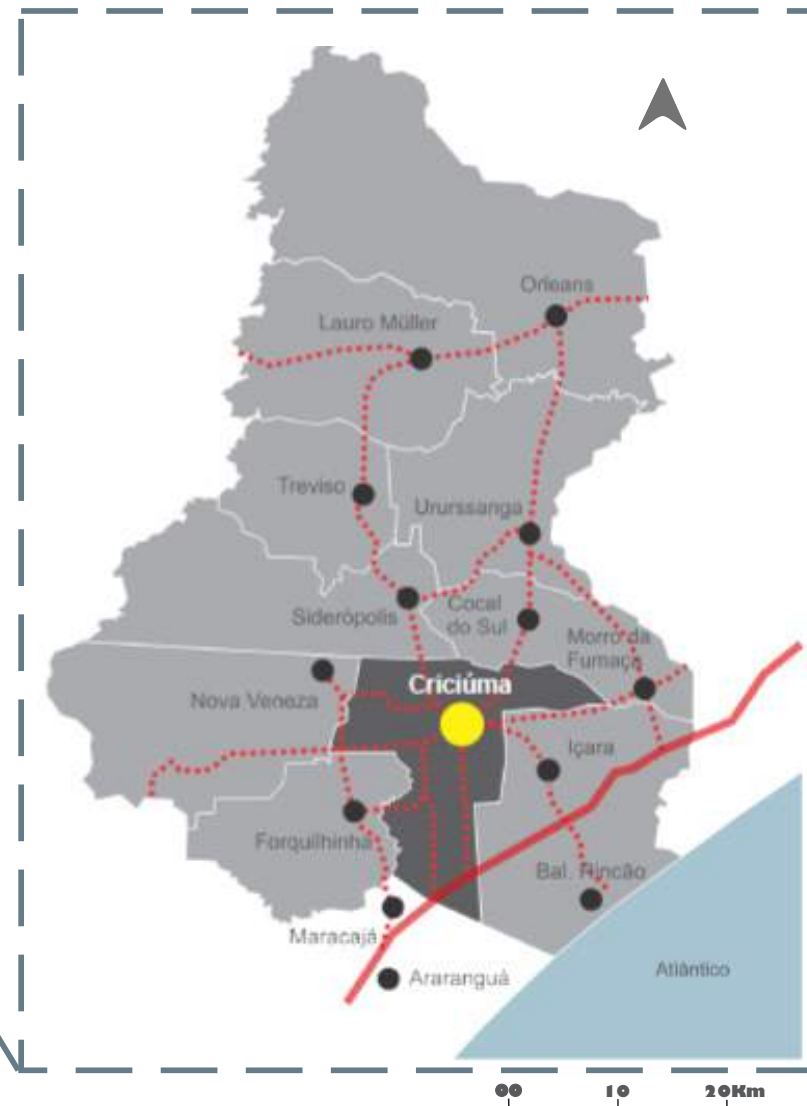 Orleans
Lauro Müller
Treviso
Ururssanga
Siderópolis
Cocal
do Sul
Morro da
Fumaça
Criciúma
Nova Veneza
Içara
Forquilhinha
Bal. Rincão
Maracajá
Araranguá
Atlântico
00 10 20Km